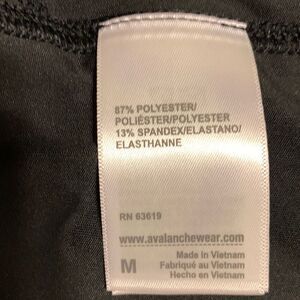 87% POLYESTER/
POLIÉSTER/POLYESTER
13% SPANDEX/ELASTANO/
ELASTHANNE
RN 63619
www.avalanchewear.com
M
Made in Vietnam
Fabriqué au Vietnam
Hecho en Vietnam